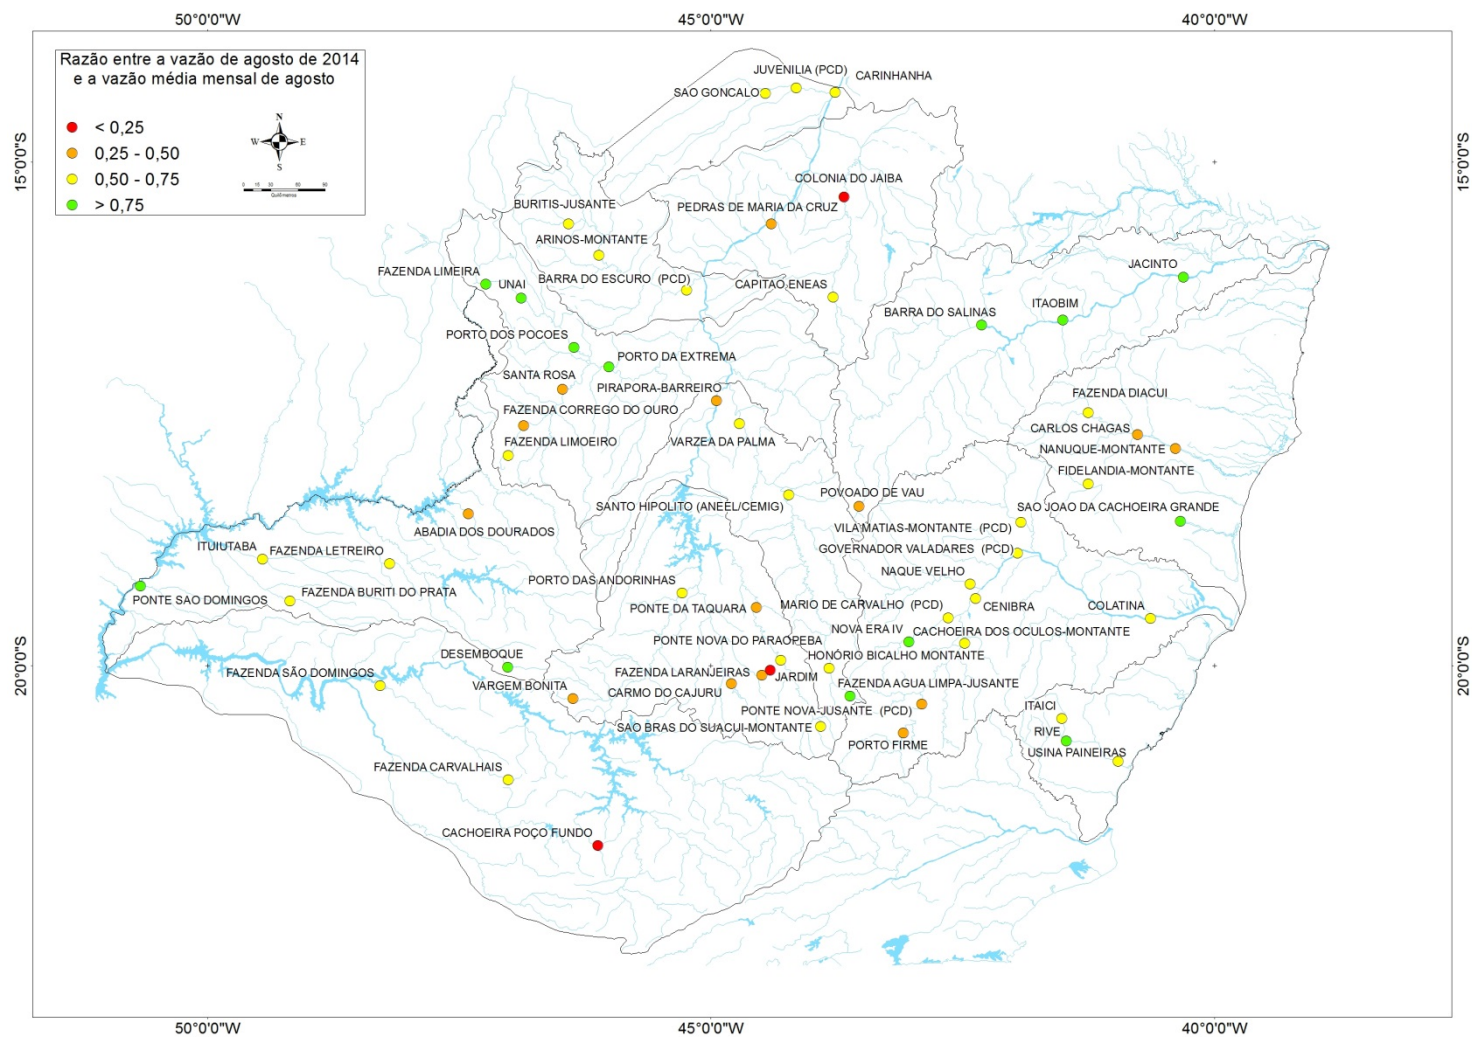 50°0'0"W
45°0'0"W
40°0'0"W
Razão entre a vazão de agosto de 2014
e a vazão média mensal de agosto
< 0,25
0,25 - 0,50
0,50 - 0,75
> 0,75
N
W
E
S
Quilômetros
15°0'0"S
15°0'0"S
20°0'0"S
20°0'0"S
JUVENILIA (PCD)
CARINHANHA
SAO GONCALO
COLONIA DO JAIBA
BURITIS-JUSANTE
PEDRAS DE MARIA DA CRUZ
ARINOS-MONTANTE
JACINTO
FAZENDA LIMEIRA
UNAI
BARRA DO ESCURO (PCD)
CAPITAO ENEAS
ITAOBIM
BARRA DO SALINAS
PORTO DOS POCOES
PORTO DA EXTREMA
SANTA ROSA
PIRAPORA-BARREIRO
FAZENDA DIACUI
FAZENDA CORREGO DO OURO
CARLOS CHAGAS
FAZENDA LIMOEIRO
VARZEA DA PALMA
NANUQUE-MONTANTE
FIDELANDIA-MONTANTE
POVOADO DE VAU
SANTO HIPOLITO (ANEEL/CEMIG)
SAO JOAO DA CACHOEIRA GRANDE
ABADIA DOS DOURADOS
VILA MATIAS-MONTANTE (PCD)
ITUIUTABA
FAZENDA LETREIRO
GOVERNADOR VALADARES (PCD)
PORTO DAS ANDORINHAS
NAQUE VELHO
PONTE SAO DOMINGOS
FAZENDA BURITI DO PRATA
PONTE DA TAQUARA
MARIO DE CARVALHO (PCD)
CENIBRA
COLATINA
NOVA ERA IV
CACHOEIRA DOS OCULOS-MONTANTE
PONTE NOVA DO PARAOPEBA
DESEMBOQUE
HONÓRIO BICALHO MONTANTE
FAZENDA SÃO DOMINGOS
FAZENDA LARANJEIRAS
JARDIM
VARGEM BONITA
FAZENDA AGUA LIMPA-JUSANTE
CARMO DO CAJURU
ITAICI
PONTE NOVA-JUSANTE (PCD)
SAO BRAS DO SUACUI-MONTANTE
RIVE
PORTO FIRME
USINA PAINEIRAS
FAZENDA CARVALHAIS
CACHOEIRA POÇO FUNDO
50°0'0"W
45°0'0"W
40°0'0"W